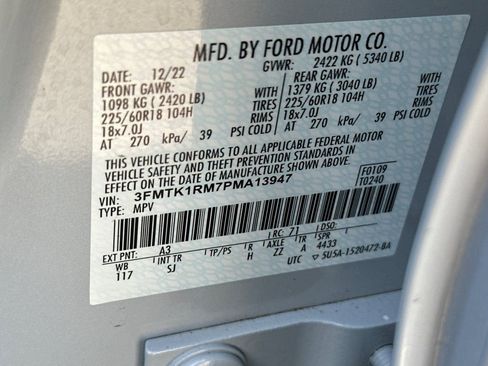 MFD. BY FORD MOTOR CO.
DATE: 12/22 GVWR: 2422 KG ( 5340 LB)
FRONT GAWR: REAR GAWR:
1098 KG ( 2420 LB) WITH 1379 KG ( 3040 LB) WITH
225/60R18 104H TIRES 225/60R18 104H TIRES
18x7.0J RIMS 18x7.0J RIMS
AT 270 kPa/ 39 PSI COLD AT 270 kPa/ 39 PSI COLD
THIS VEHICLE CONFORMS TO ALL APPLICABLE FEDERAL MOTOR
VEHICLE SAFETY AND BUMPER STANDARDS IN
EFFECT ON THE DATE OF MANUFACTURE SHOWN ABOVE.
VIN: 3FMTK1RM7PMA13947 F0109
TYPE: MPV T0240
EXT PNT: A3 RC: 71 DSO:
WB INT TR TP/PS R AXLE TR SPR
117 SJ H ZZ A 4433
UTC ▽5U5A-1520472-BA